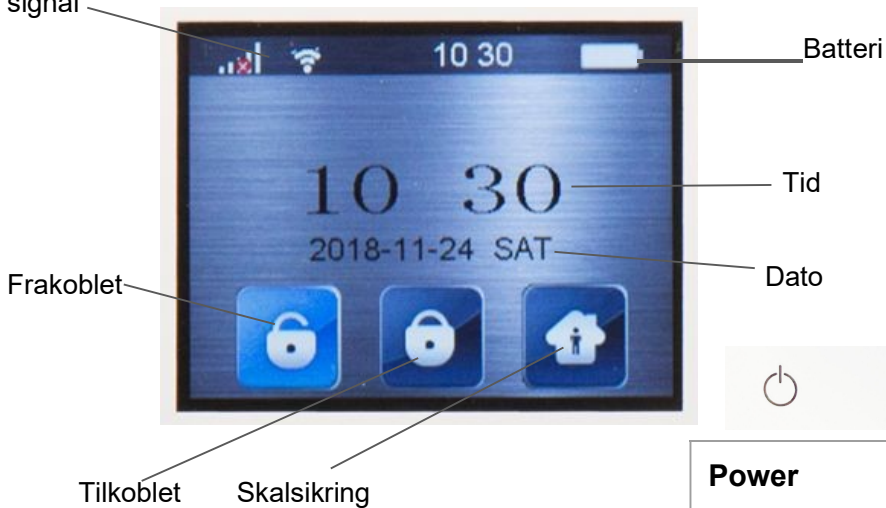 signal
10 30
Batteri
10 30
Tid
2018-11-24 SAT
Dato
Frakoblet
Tilkoblet
Skalsikring
Power